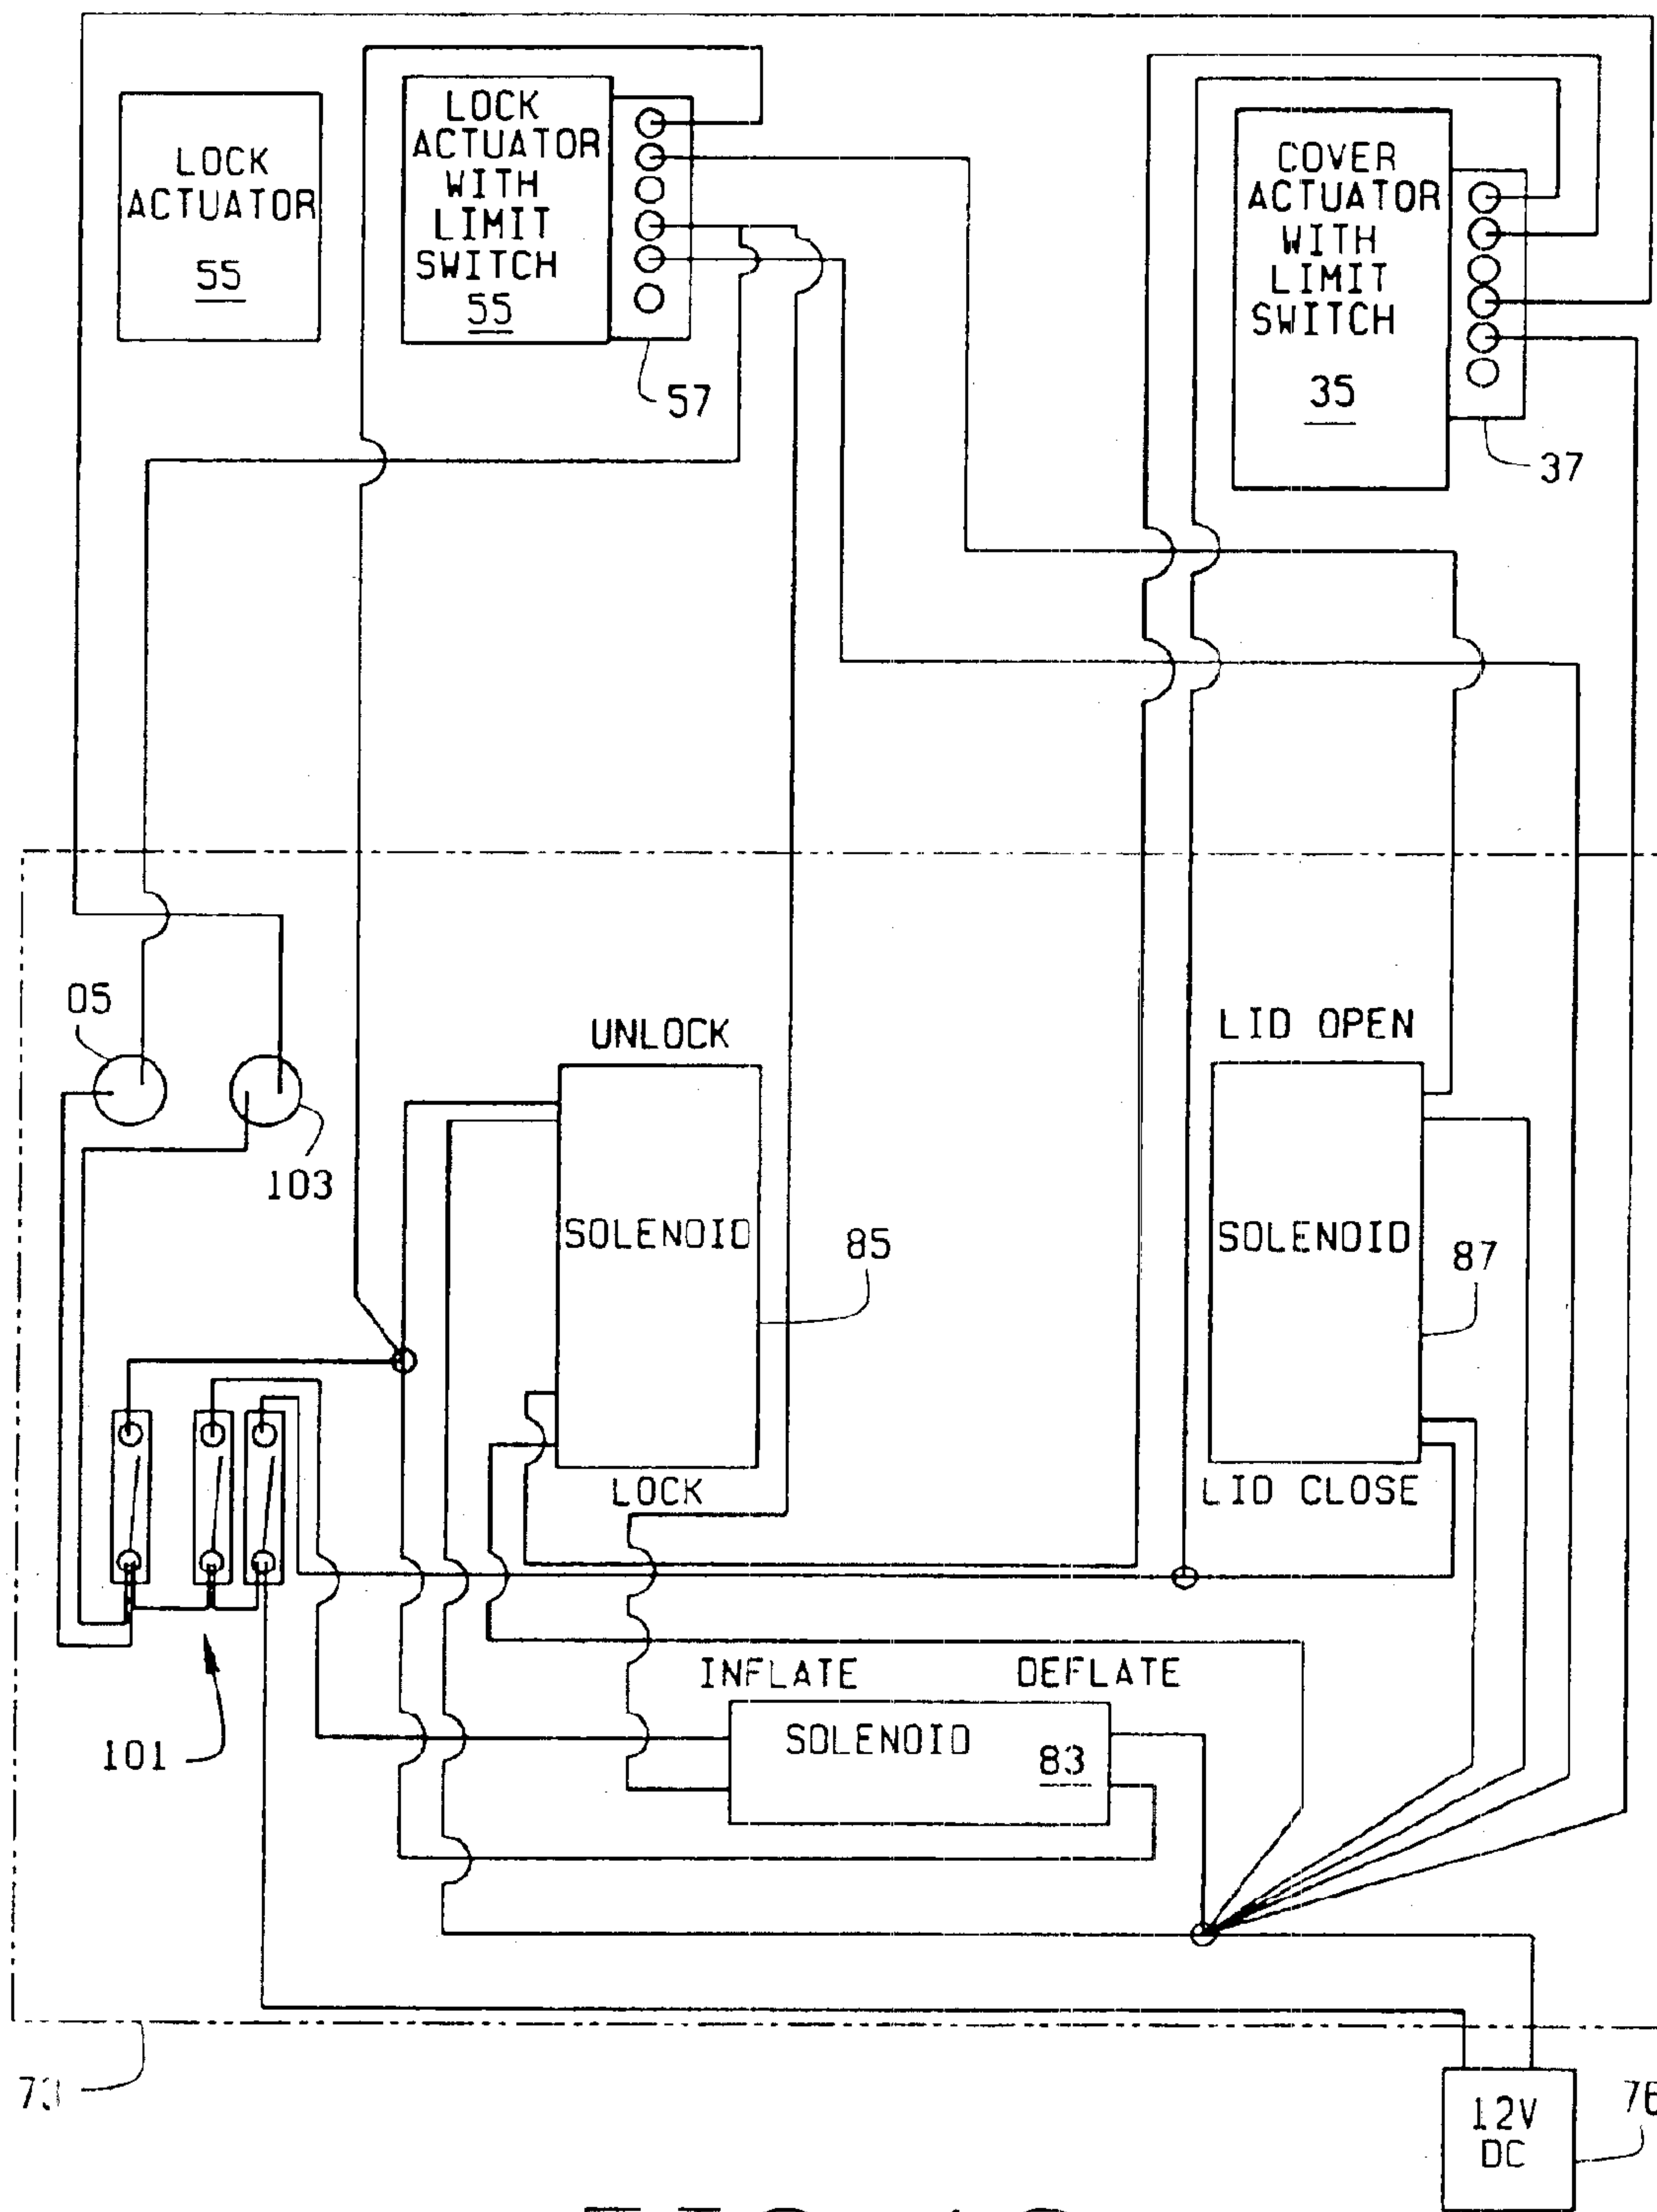 LOCK
ACTUATOR
55
LOCK
ACTUATOR
WITH
LIMIT
SWITCH
55
57
COVER
ACTUATOR
WITH
LIMIT
SWITCH
35
37
05
103
UNLOCK
SOLENOID
85
LOCK
LID OPEN
SOLENOID
87
LID CLOSE
101
INFLATE
DEFLATE
SOLENOID
83
73
12V
DC